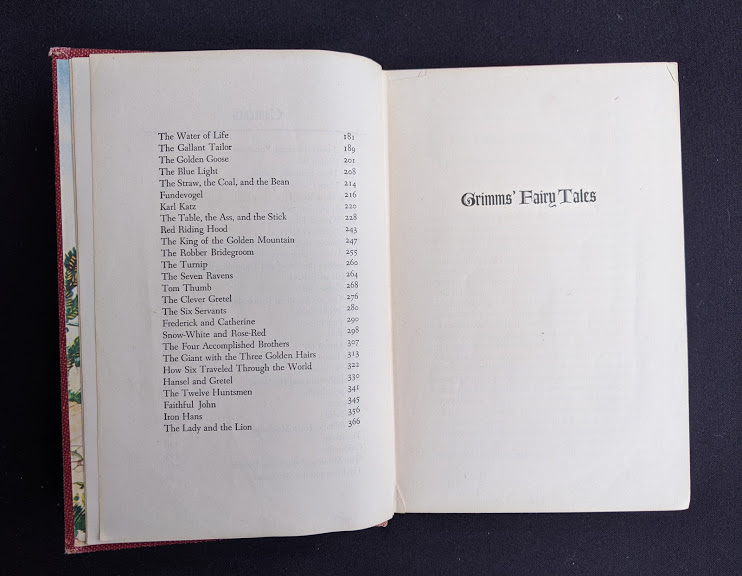 The Water of Life 181
The Gallant Tailor 189
The Golden Goose 201
The Blue Light 208
The Straw, the Coal, and the Bean 214
Fundevogel 216
Karl Katz 220
The Table, the Ass, and the Stick 228
Red Riding Hood 243
The King of the Golden Mountain 247
The Robber Bridegroom 255
The Turnip 260
The Seven Ravens 264
Tom Thumb 268
The Clever Gretel 276
The Six Servants 280
Frederick and Catherine 290
Snow-White and Rose-Red 298
The Four Accomplished Brothers 307
The Giant with the Three Golden Hairs 313
How Six Traveled Through the World 322
Hansel and Gretel 330
The Twelve Huntsmen 341
Faithful John 345
Iron Hans 356
The Lady and the Lion 366
Grimms' Fairy Tales